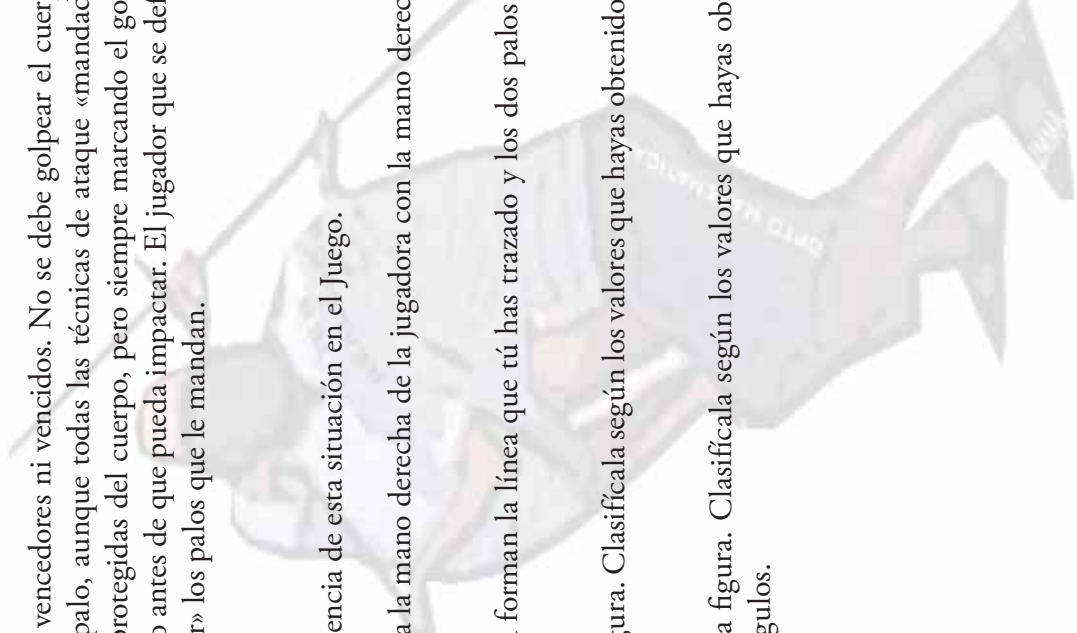 vencedores ni vencidos. No se debe golpear el cuer
palo, aunque todas las técnicas de ataque «mandac
protegidas del cuerpo, pero siempre marcando el go
o antes de que pueda impactar. El jugador que se def
r» los palos que le mandan.
encia de esta situación en el Juego.
a la mano derecha de la jugadora con la mano derec
forman la línea que tú has trazado y los dos palos
gura. Clasifícala según los valores que hayas obtenido
a figura. Clasifícala según los valores que hayas ob
gulos.